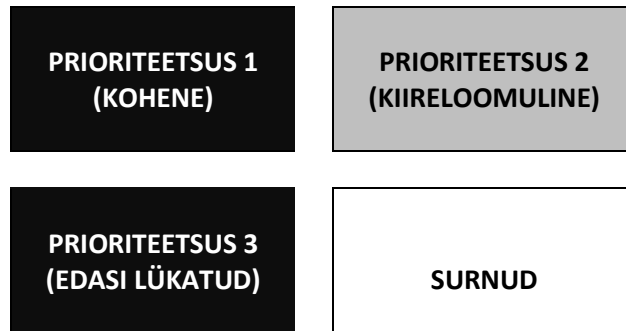 PRIORITEETSUS 1
(KOHENE)
PRIORITEETSUS 2
(KIIRELOOMULINE)
PRIORITEETSUS 3
(EDASI LÜKATUD)
SURNUD